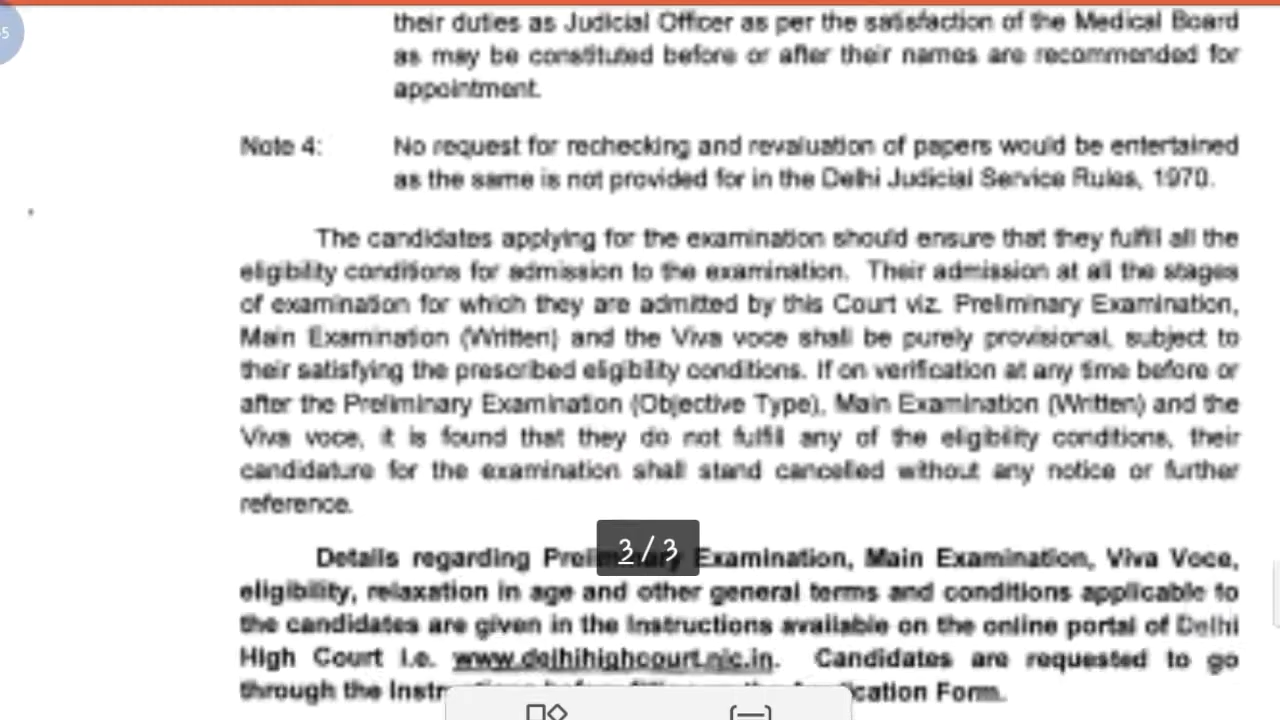 -5
their duties as Judicial Officer as per the satisfaction of the Medical Board
as may be constituted before or after their names are recommended for
appointment.
Note 4: No request for rechecking and revaluation of papers would be entertained
as the same is not provided for in the Delhi Judicial Service Rules, 1970.
The candidates applying for the examination should ensure that they fulfill all the
eligibility conditions for admission to the examination. Their admission at all the stages
of examination for which they are admitted by this Court viz. Preliminary Examination,
Main Examination (Written) and the Viva voce shall be purely provisional, subject to
their satisfying the prescribed eligibility conditions. If on verification at any time before or
after the Preliminary Examination (Objective Type), Main Examination (Written) and the
Viva voce, it is found that they do not fulfill any of the eligibility conditions, their
candidature for the examination shall stand cancelled without any notice or further
reference.
3 / 3
Details regarding Preliminary Examination, Main Examination, Viva Voce,
eligibility, relaxation in age and other general terms and conditions applicable to
the candidates are given in the Instructions available on the online portal of Delhi
High Court i.e. www.delhihighcourt.nic.in. Candidates are requested to go
through the Form.